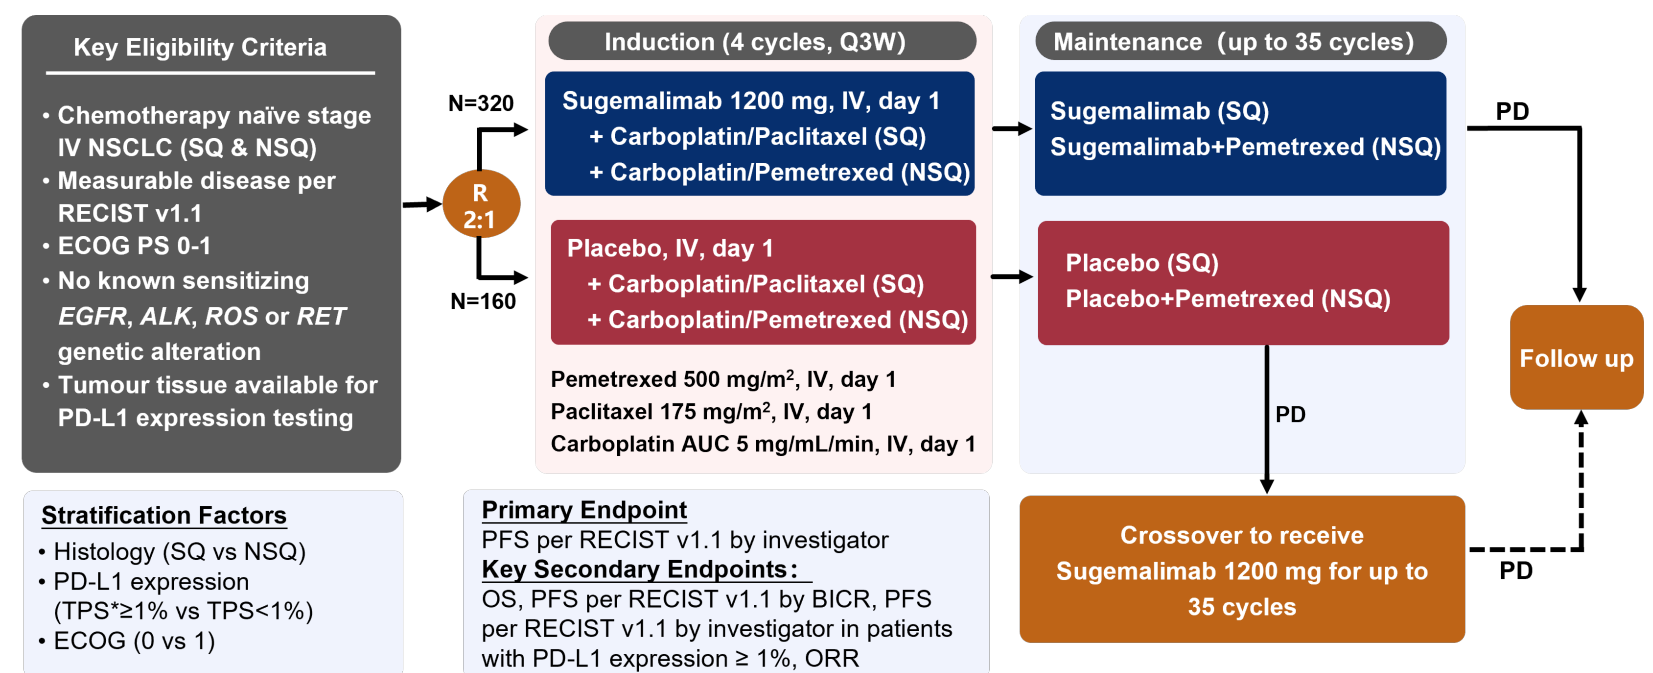 Key Eligibility Criteria
• Chemotherapy naïve stage
IV NSCLC (SQ & NSQ)
• Measurable disease per
RECIST v1.1
• ECOG PS 0-1
• No known sensitizing
EGFR, ALK, ROS or RET
genetic alteration
• Tumour tissue available for
PD-L1 expression testing
Stratification Factors
• Histology (SQ vs NSQ)
• PD-L1 expression
(TPS*≥1% vs TPS<1%)
• ECOG (0 vs 1)
R
2:1
N=320
N=160
Induction (4 cycles, Q3W)
Sugemalimab 1200 mg, IV, day 1
+ Carboplatin/Paclitaxel (SQ)
+ Carboplatin/Pemetrexed (NSQ)
Placebo, IV, day 1
+ Carboplatin/Paclitaxel (SQ)
+ Carboplatin/Pemetrexed (NSQ)
Pemetrexed 500 mg/m², IV, day 1
Paclitaxel 175 mg/m², IV, day 1
Carboplatin AUC 5 mg/mL/min, IV, day 1
Primary Endpoint
PFS per RECIST v1.1 by investigator
Key Secondary Endpoints:
OS, PFS per RECIST v1.1 by BICR, PFS
per RECIST v1.1 by investigator in patients
with PD-L1 expression ≥ 1%, ORR
Maintenance (up to 35 cycles)
Sugemalimab (SQ)
Sugemalimab+Pemetrexed (NSQ)
Placebo (SQ)
Placebo+Pemetrexed (NSQ)
PD
PD
Crossover to receive
Sugemalimab 1200 mg for up to
35 cycles
PD
Follow up